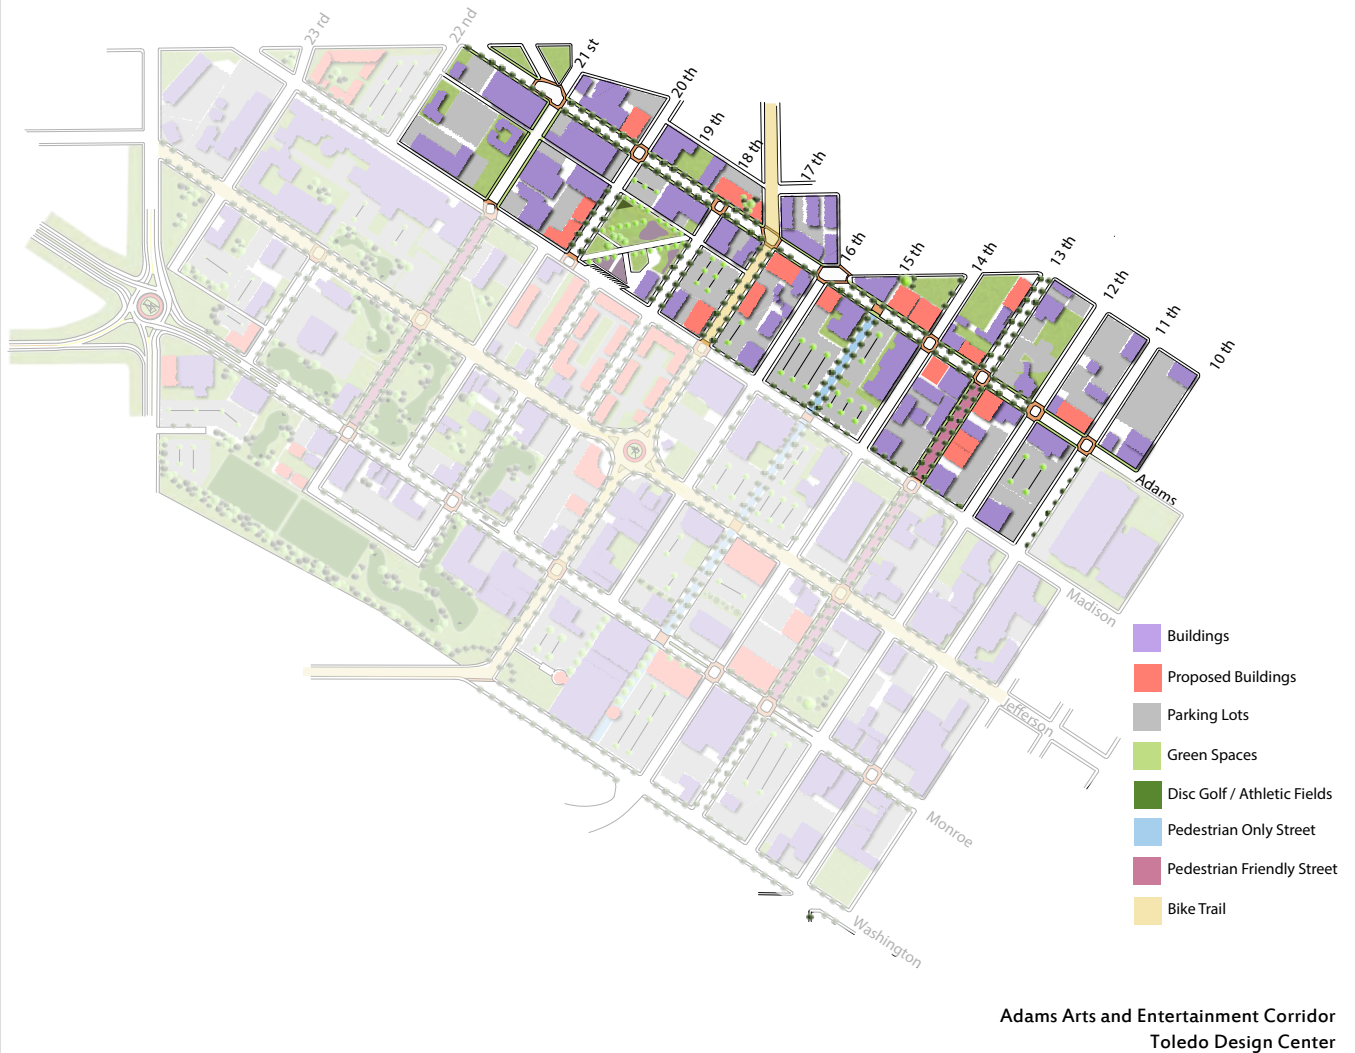 23 rd
22 nd
21 st
20 th
19 th
18 th
17 th
16 th
15 th
14 th
13 th
12 th
11 th
10 th
Adams
Madison
Jefferson
Monroe
Washington
Buildings
Proposed Buildings
Parking Lots
Green Spaces
Disc Golf / Athletic Fields
Pedestrian Only Street
Pedestrian Friendly Street
Bike Trail
Adams Arts and Entertainment Corridor
Toledo Design Center